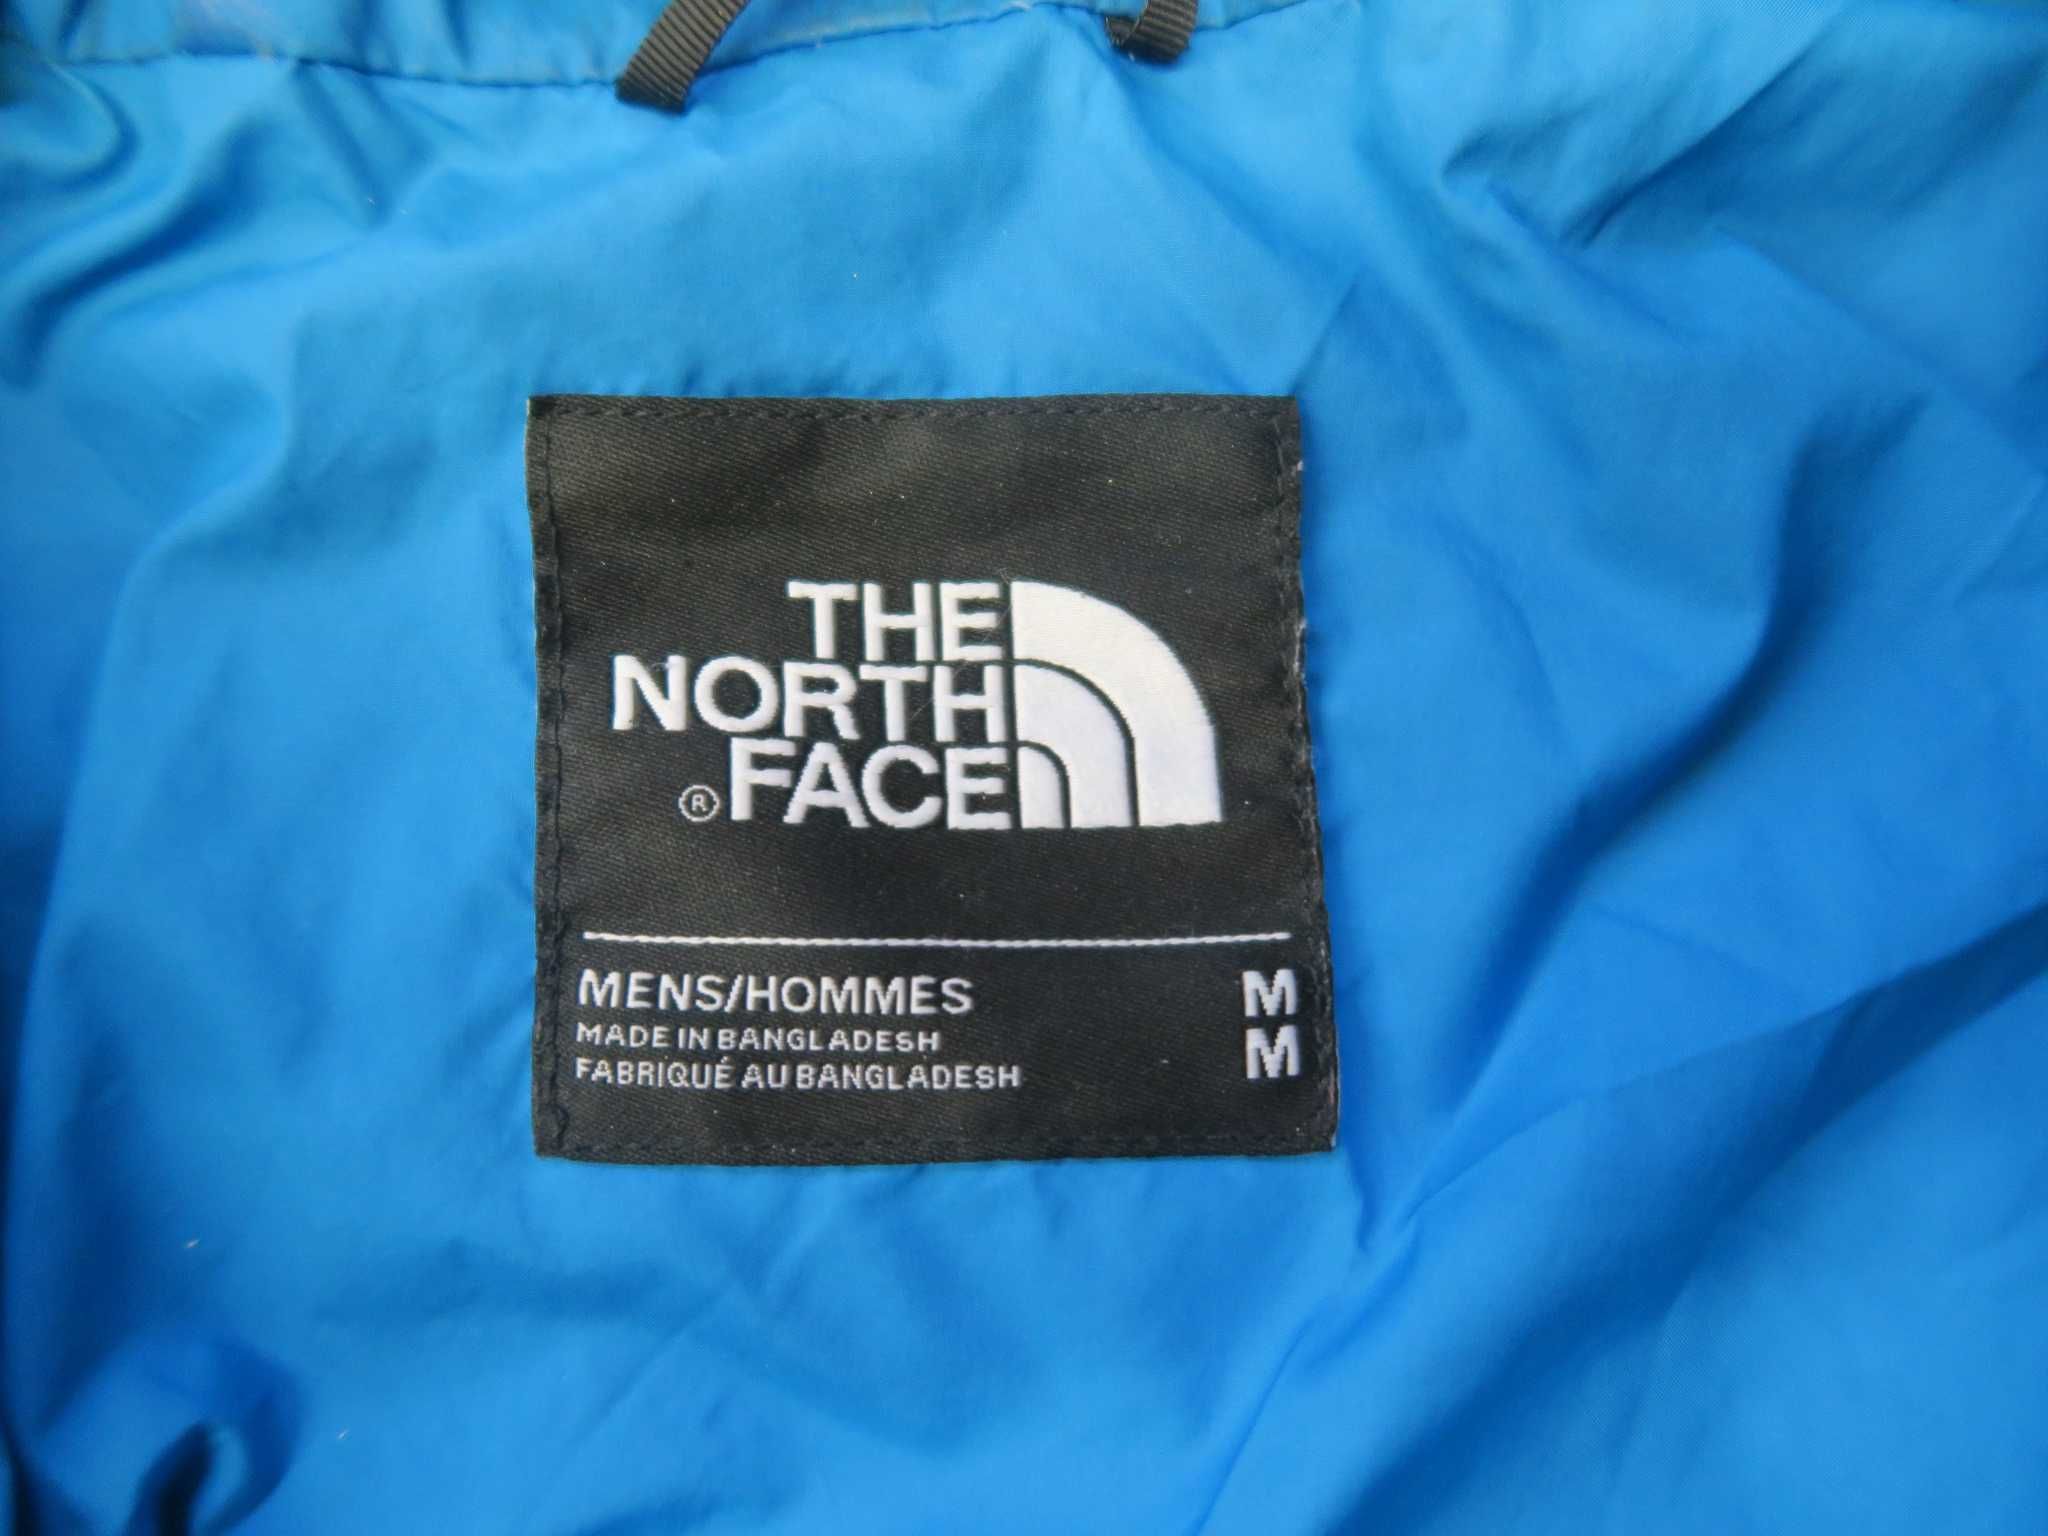 THE
NORTH
® FACE
MENS/HOMMES M
MADE IN BANGLADESH
FABRIQUÉ AU BANGLADESH M